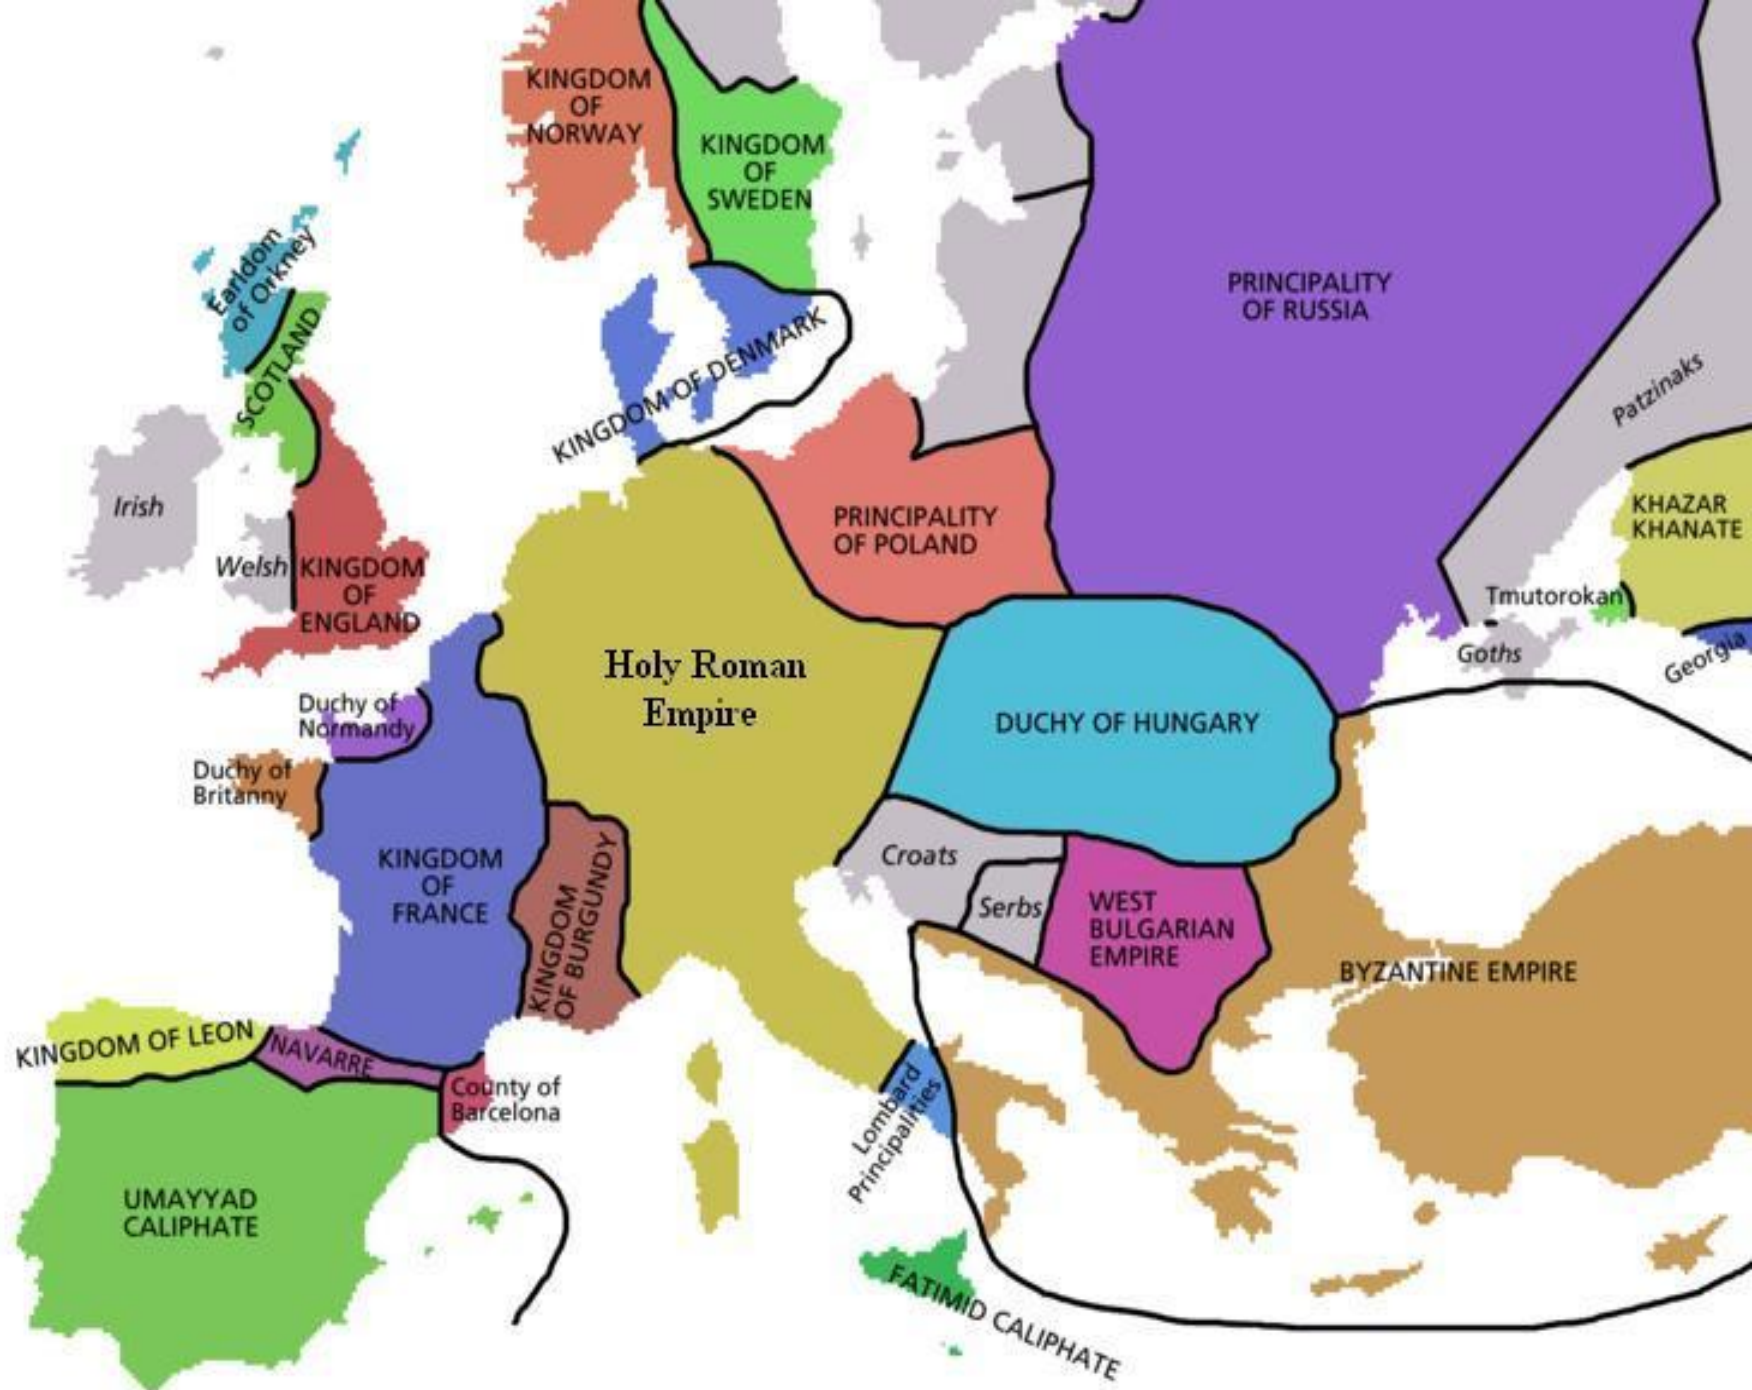 KINGDOM
OF
NORWAY
KINGDOM
OF
SWEDEN
Earldom
of Orkney
SCOTLAND
KINGDOM OF DENMARK
PRINCIPALITY
OF RUSSIA
Patzinaks
Irish
Welsh
KINGDOM
OF
ENGLAND
PRINCIPALITY
OF POLAND
KHAZAR
KHANATE
Tmutorokan
Goths
Georgia
Holy Roman
Empire
Duchy of
Normandy
Duchy of
Britanny
DUCHY OF HUNGARY
KINGDOM
OF
FRANCE
KINGDOM
OF BURGUNDY
Croats
Serbs
WEST
BULGARIAN
EMPIRE
BYZANTINE EMPIRE
KINGDOM OF LEON
NAVARRE
County of
Barcelona
Lombard
Principalities
UMAYYAD
CALIPHATE
FATIMID CALIPHATE